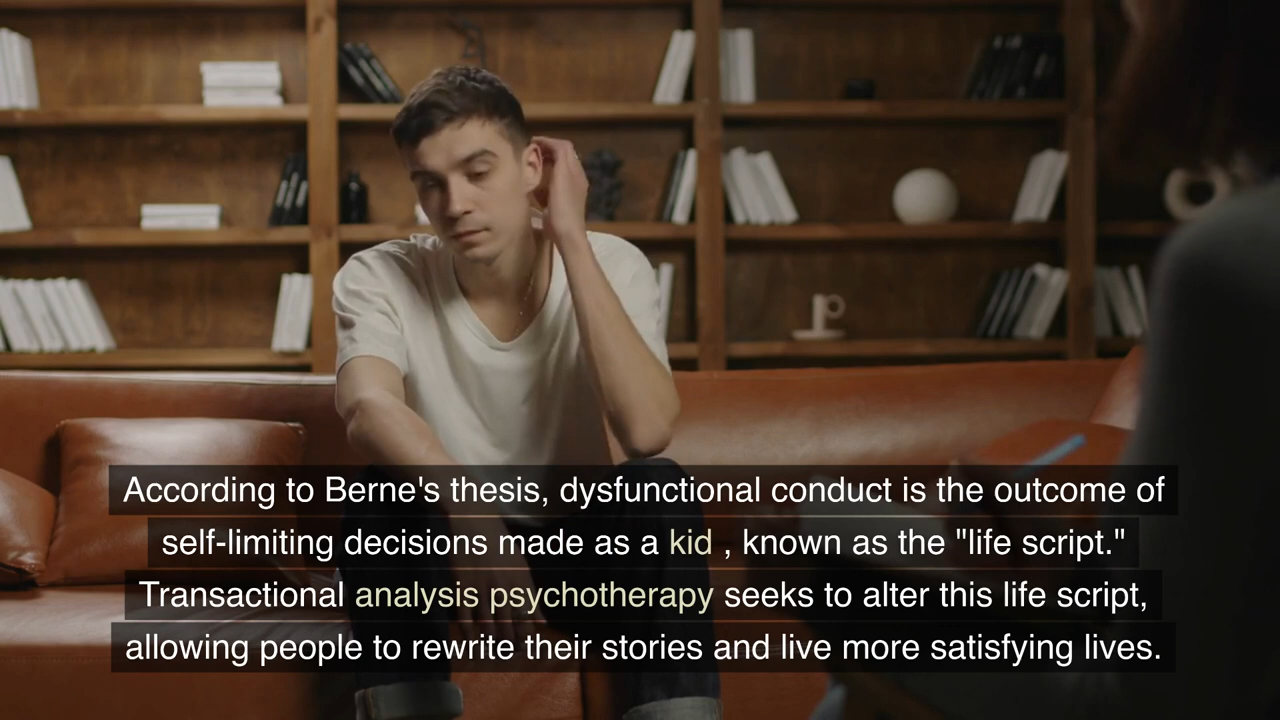 According to Berne's thesis, dysfunctional conduct is the outcome of
self-limiting decisions made as a kid , known as the "life script."
Transactional analysis psychotherapy seeks to alter this life script,
allowing people to rewrite their stories and live more satisfying lives.